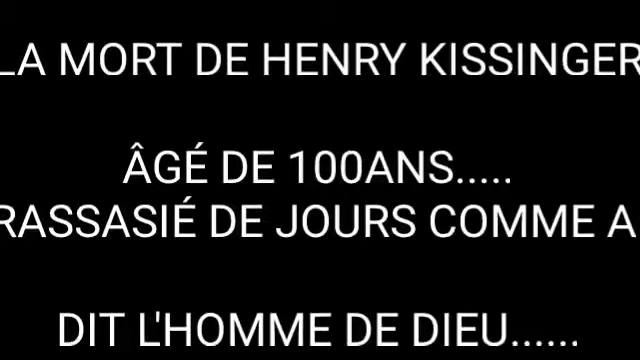 LA MORT DE HENRY KISSINGER
ÂGÉ DE 100ANS.....
RASSASIÉ DE JOURS COMME A
DIT L'HOMME DE DIEU......